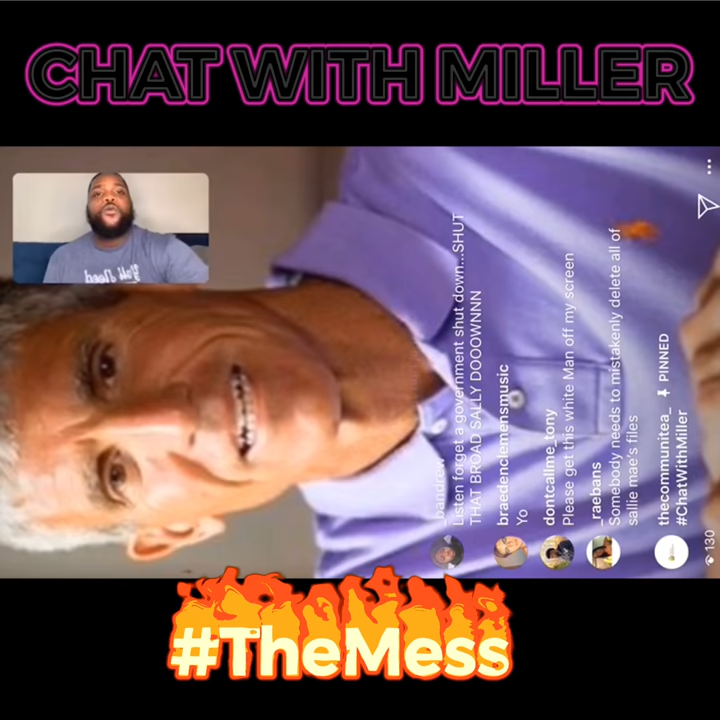 CHAT WITH MILLER
_bandrew
Listen forget a government shut down...SHUT
THAT BROAD SALLY DOOOWNNN
braedenclemensmusic
Yo
dontcallme_tony
Please get this white Man off my screen
_raebans
Somebody needs to mistakenly delete all of
sallie mae's files
thecommunitea_ PINNED
#ChatWithMiller
130
#TheMess